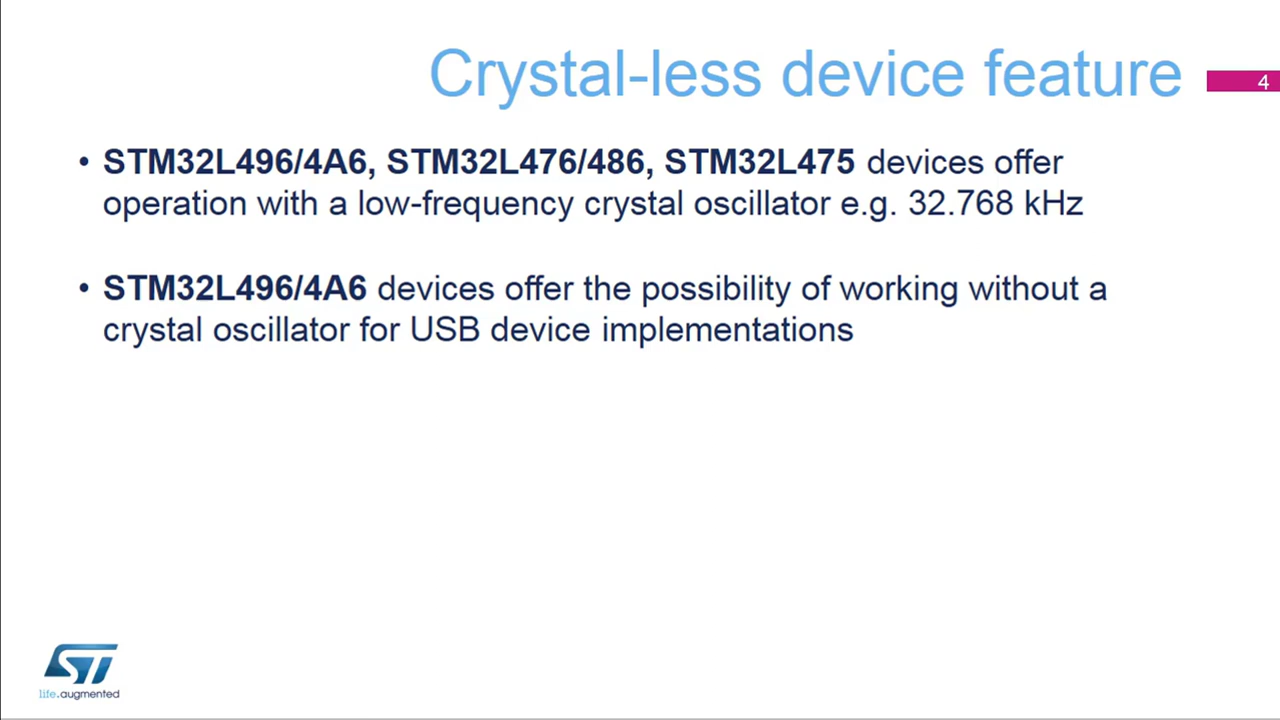 Crystal-less device feature
4
• STM32L496/4A6, STM32L476/486, STM32L475 devices offer
operation with a low-frequency crystal oscillator e.g. 32.768 kHz
• STM32L496/4A6 devices offer the possibility of working without a
crystal oscillator for USB device implementations
ST
life.augmented